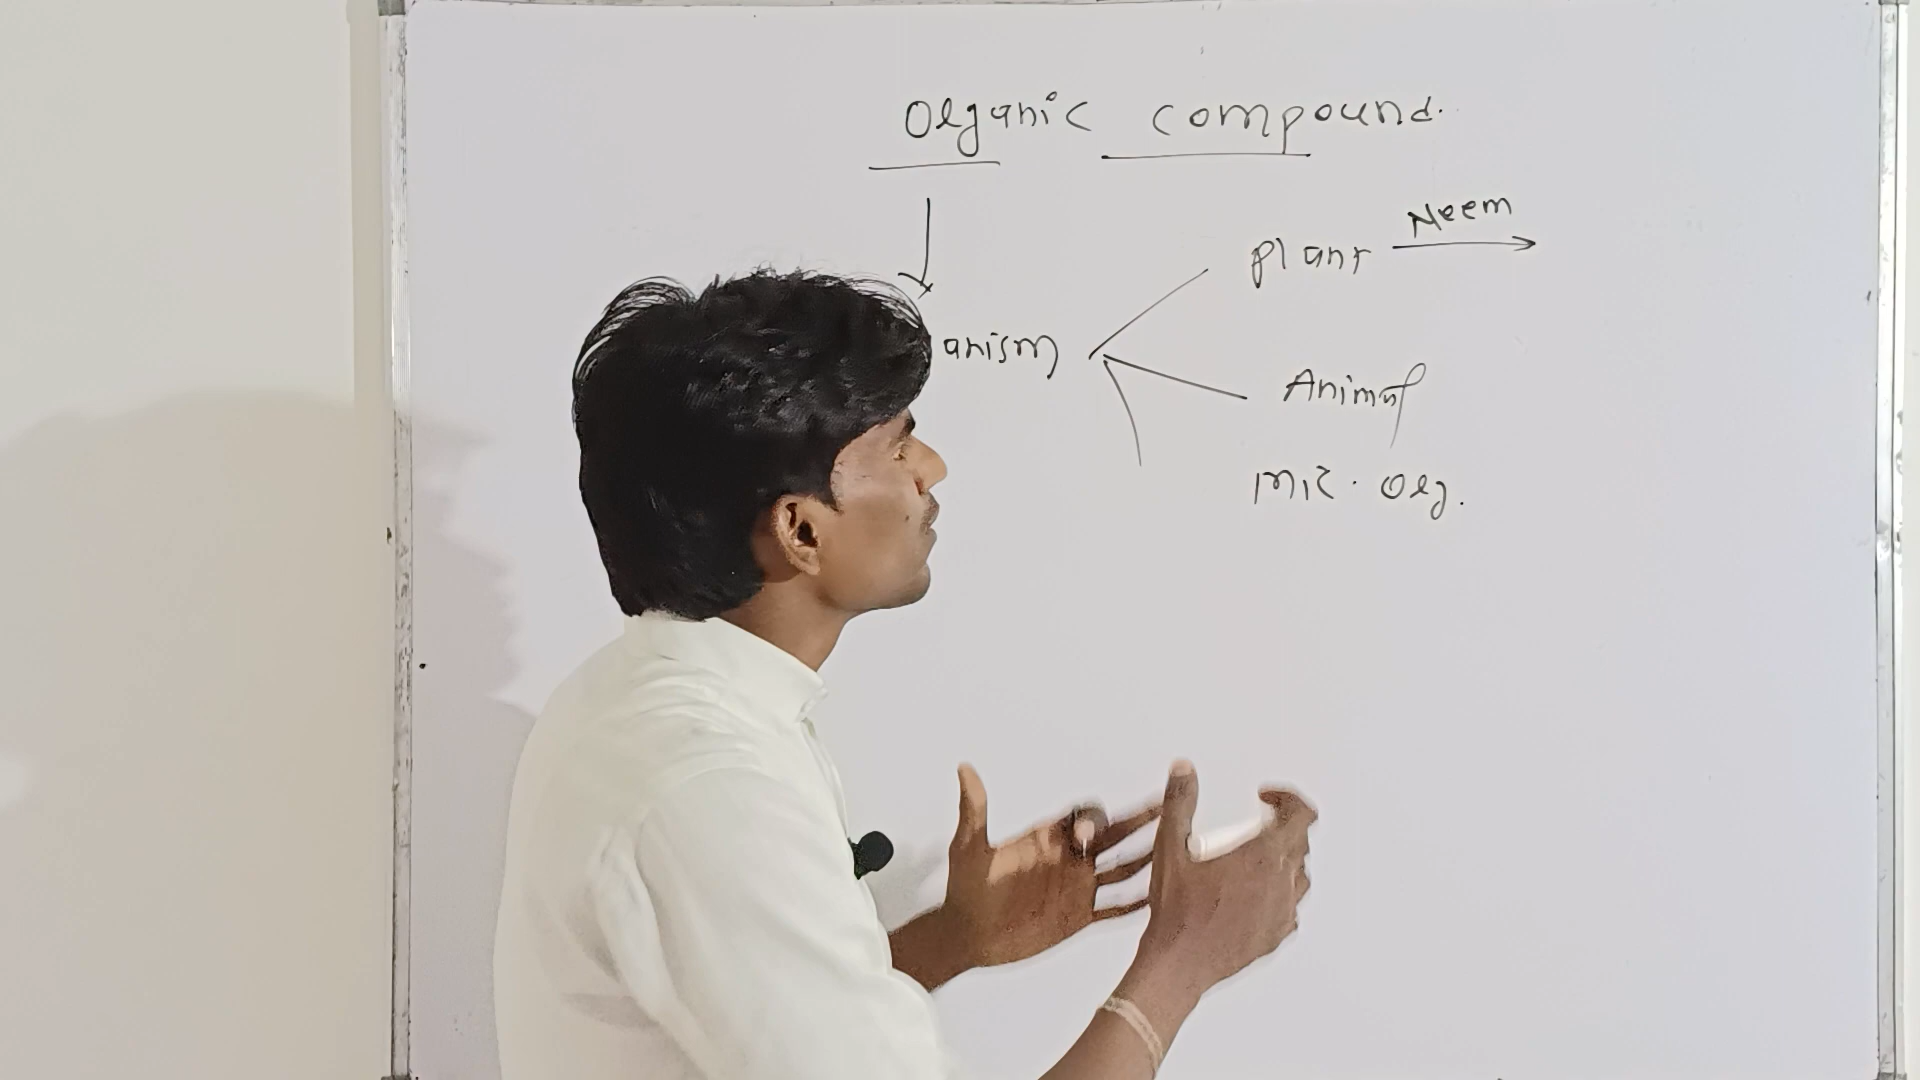 Organic compound.
Neem
plant
anism
Animal
Mic. Org.